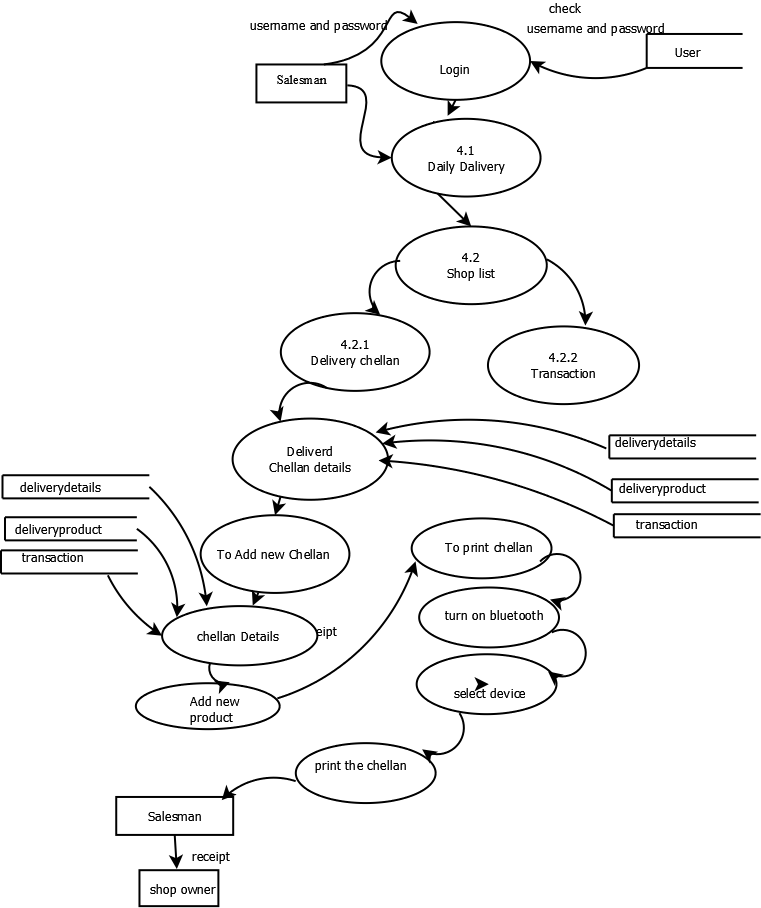 check
username and password
username and password
User
Login
Salesman
4.1
Daily Dalivery
4.2
Shop list
4.2.1
Delivery chellan
4.2.2
Transaction
deliverydetails
Deliverd
Chellan details
deliverydetails
deliveryproduct
transaction
deliveryproduct
To Add new Chellan
To print chellan
transaction
turn on bluetooth
chellan Details
eipt
select device
Add new
product
print the chellan
Salesman
receipt
shop owner